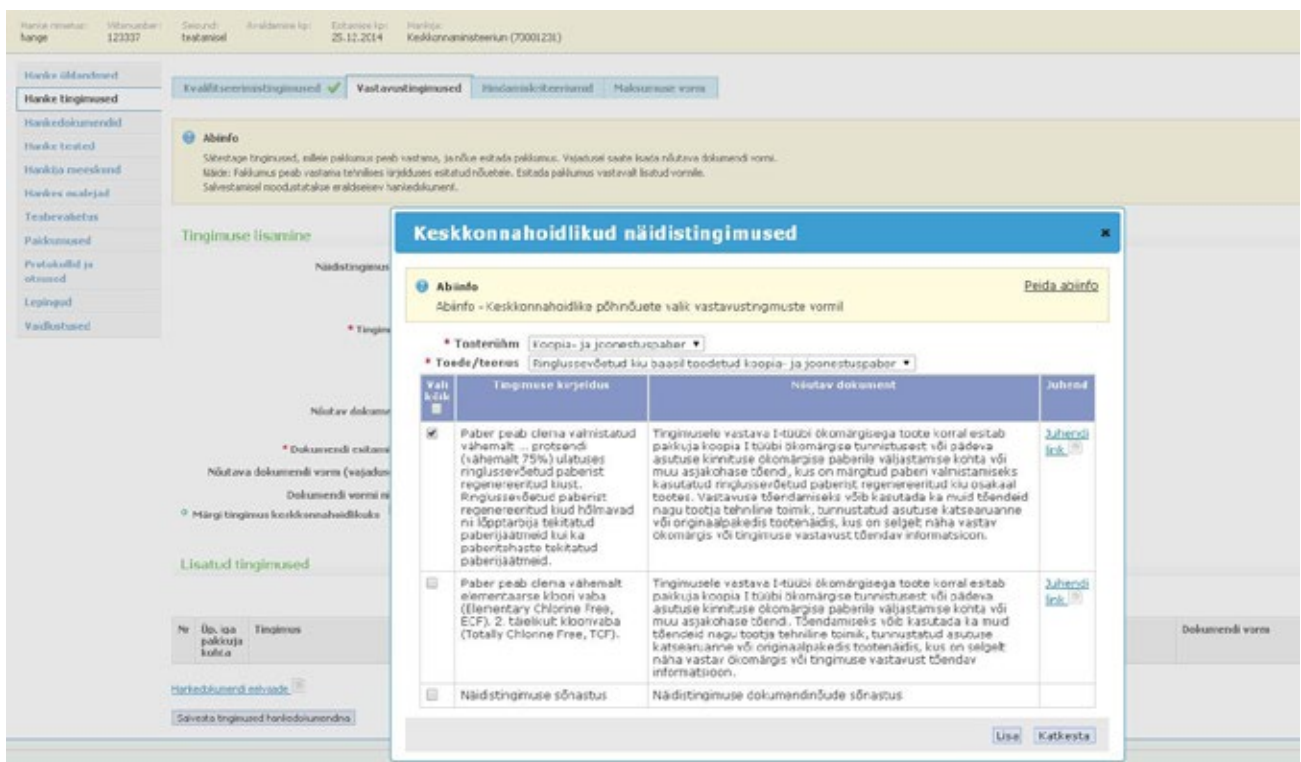 Hanke nimetus: Viitenumber: Seisund: Avaldamise kp: Esitamise kp: Hankija:
hange 123337 teatamisel 25.12.2014 Keskkonnaministeerium (70001231)
Hanke üldandmed
Hanke tingimused
Hankedokumendid
Hanke teated
Hankija meeskond
Hankes osalejad
Teabevahetus
Pakkumused
Protokollid ja
otsused
Lepingud
Vaidlustused
Kvalifitseerimistingimused Vastavustingimused Hindamiskriteeriumid Maksumuse vorm
Abiinfo
Sätestage tingimused, millele pakkumus peab vastama, ja nõue esitada pakkumus. Vajadusel saate lisada nõutava dokumendi vormi.
Näide: Pakkumus peab vastama tehnilises kirjelduses esitatud nõuetele. Esitada pakkumus vastavalt lisatud vormile.
Salvestamisel moodustatakse eraldiseisev hankedokument.
Tingimuse lisamine
Näidistingimus
* Tingim
Nõutav dokume
* Dokumendi esitami
Nõutava dokumendi vorm (vajadus
Dokumendi vormi ni
Märgi tingimus keskkonnahoidlikuks
Lisatud tingimused
Nr Üp. iga Tingimus Dokumendi vorm
pakkuja
kohta
Hankedokumendi eelvaade
Salvesta tingimused hankedokumendina
Keskkonnahoidlikud näidistingimused
Abiinfo Peida abiinfo
Abiinfo - Keskkonnahoidlike põhinõuete valik vastavustingmuste vormil
* Tooterühm Koopia- ja joonestuspaber
* Toode/teenus Ringlussevõetud kiu baasil toodetud koopia- ja joonestuspaber
Vali Tingimuse kirjeldus Nõutav dokument Juhend
kõik
Paber peab olema valmistatud
vähemalt ... protsendi
(vähemalt 75%) ulatuses
ringlussevõetud paberist
regenereeritud kiust.
Ringlussevõetud paberist
regenereeritud kiud hõlmavad
nii lõpptarbija tekitatud
paberijäätmeid kui ka
paberitehaste tekitatud
paberijäätmeid.
Tingimusele vastava I-tüübi ökomärgisega toote korral esitab
pakkuja koopia I tüübi ökomärgise tunnistusest või pädeva
asutuse kinnituse ökomärgise paberile väljastamise kohta või
muu asjakohase tõend, kus on märgitud paberi valmistamiseks
kasutatud ringlussevõetud paberist regenereeritud kiu osakaal
tootes. Vastavuse tõendamiseks võib kasutada ka muid tõendeid
nagu tootja tehniline toimik, tunnustatud asutuse katsearuanne
või originaalpakedis tootenäidis, kus on selgelt näha vastav
ökomärgis või tingimuse vastavust tõendav informatsioon.
Juhendi
link
Paber peab olema vähemalt
elementaarse kloori vaba
(Elementary Chlorine Free,
ECF). 2. täielikult kloorivaba
(Totally Chlorine Free, TCF).
Tingimusele vastava I-tüübi ökomärgisega toote korral esitab
pakkuja koopia I tüübi ökomärgise tunnistusest või pädeva
asutuse kinnituse ökomärgise paberile väljastamise kohta või
muu asjakohase tõend. Tõendamiseks võib kasutada ka muid
tõendeid nagu tootja tehniline toimik, tunnustatud asutuse
katsearuanne või originaalpakedis tootenäidis, kus on selgelt
näha vastav ökomärgis või tingimuse vastavust tõendav
informatsioon.
Juhendi
link
Näidistingimuse sõnastus Näidistingimuse dokumendinõude sõnastus
Lisa Katkesta